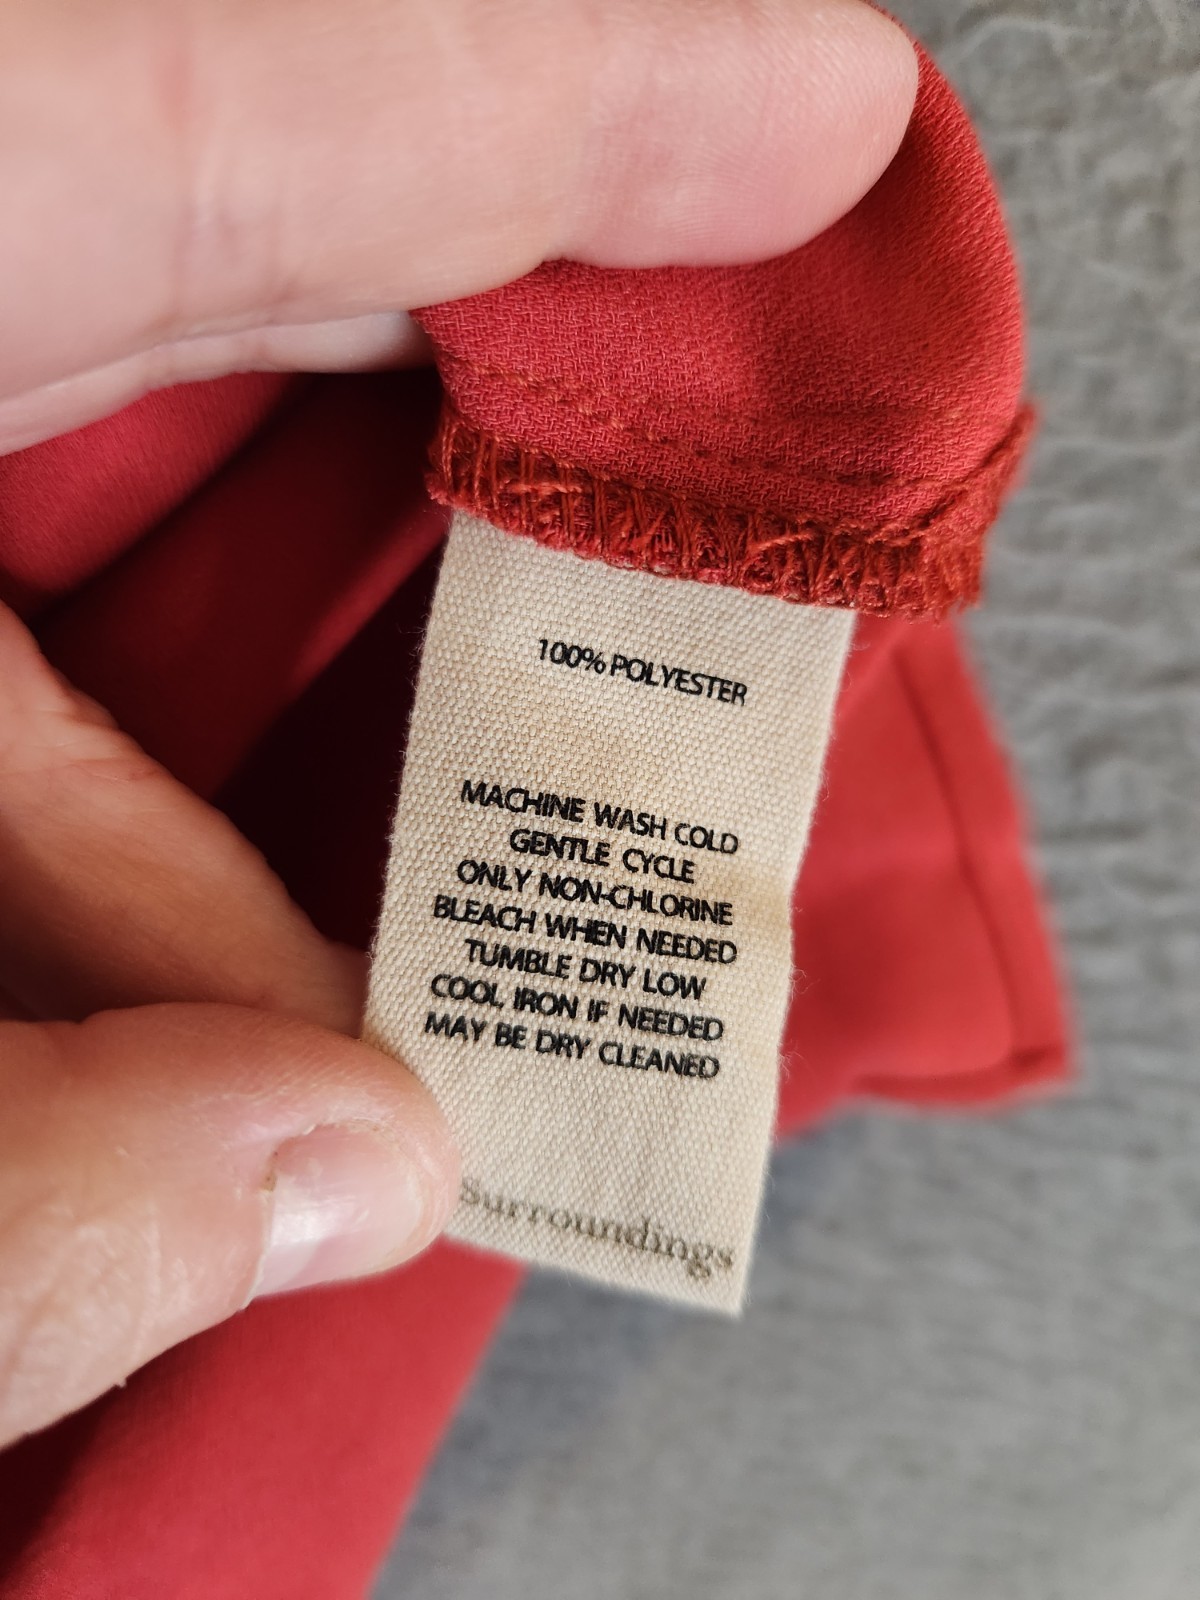 100% POLYESTER
MACHINE WASH COLD
GENTLE CYCLE
ONLY NON-CHLORINE
BLEACH WHEN NEEDED
TUMBLE DRY LOW
COOL IRON IF NEEDED
MAY BE DRY CLEANED
surroundings